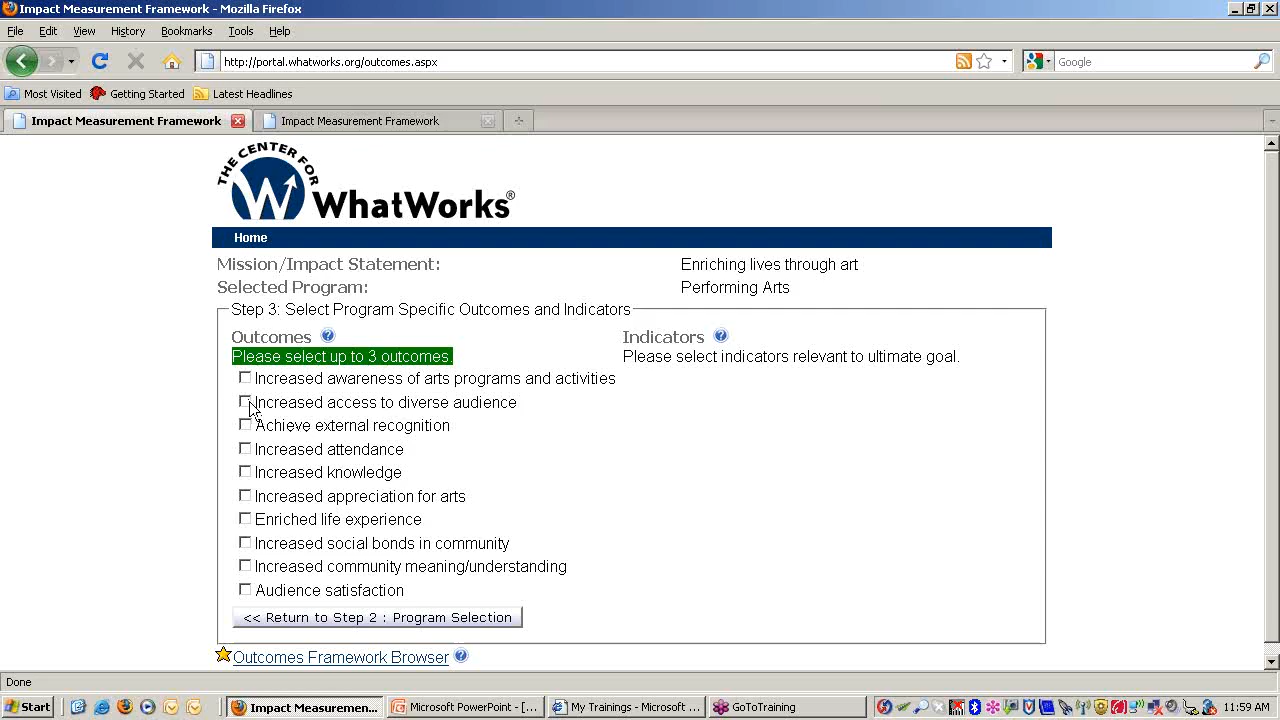 Impact Measurement Framework - Mozilla Firefox
File Edit View History Bookmarks Tools Help
http://portal.whatworks.org/outcomes.aspx
Google
Most Visited Getting Started Latest Headlines
Impact Measurement Framework Impact Measurement Framework
THE CENTER FOR
W WhatWorks®
Home
Mission/Impact Statement: Enriching lives through art
Selected Program: Performing Arts
Step 3: Select Program Specific Outcomes and Indicators
Outcomes ? Indicators ?
Please select up to 3 outcomes. Please select indicators relevant to ultimate goal.
Increased awareness of arts programs and activities
Increased access to diverse audience
Achieve external recognition
Increased attendance
Increased knowledge
Increased appreciation for arts
Enriched life experience
Increased social bonds in community
Increased community meaning/understanding
Audience satisfaction
<< Return to Step 2 : Program Selection
Outcomes Framework Browser ?
Done
Start Impact Measuremen... Microsoft PowerPoint - [... My Trainings - Microsoft ... GoToTraining 11:59 AM